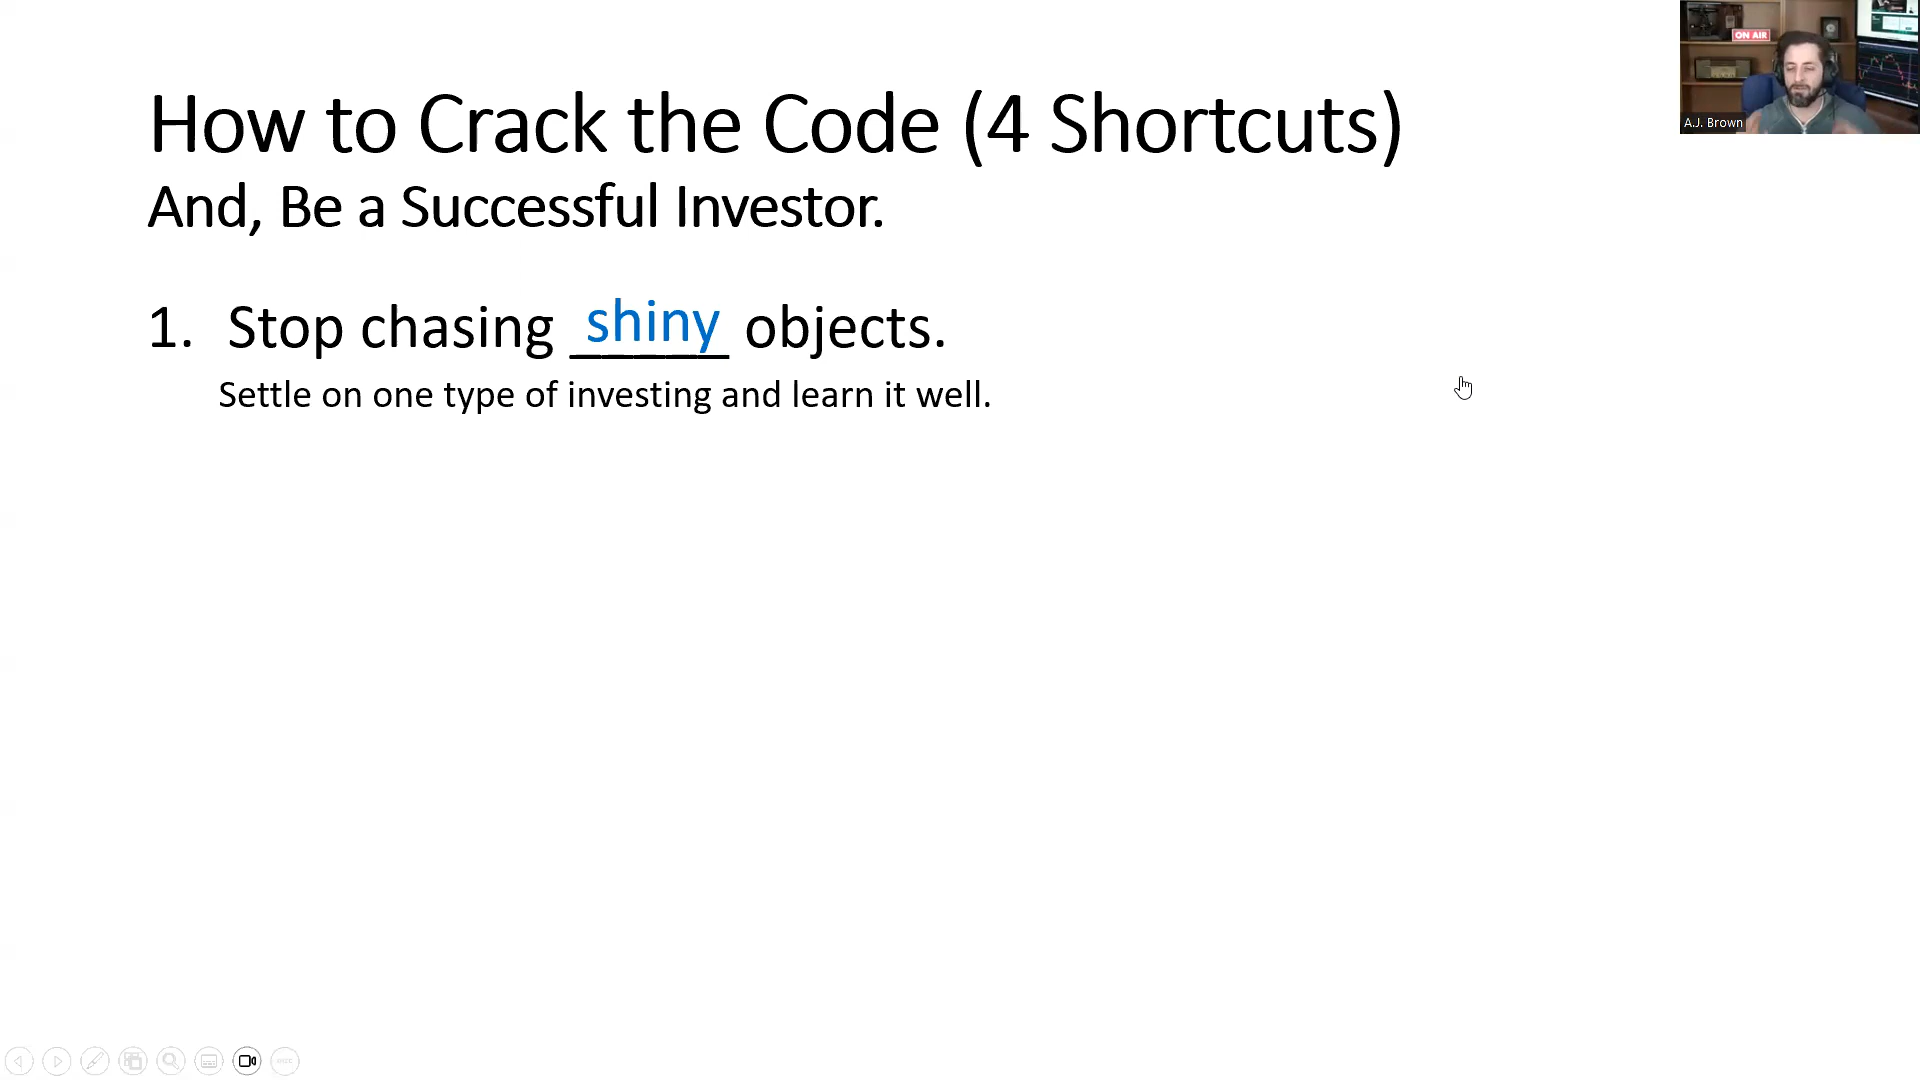 How to Crack the Code (4 Shortcuts)
And, Be a Successful Investor.
1. Stop chasing shiny objects.
Settle on one type of investing and learn it well.
ON AIR
A.J. Brown